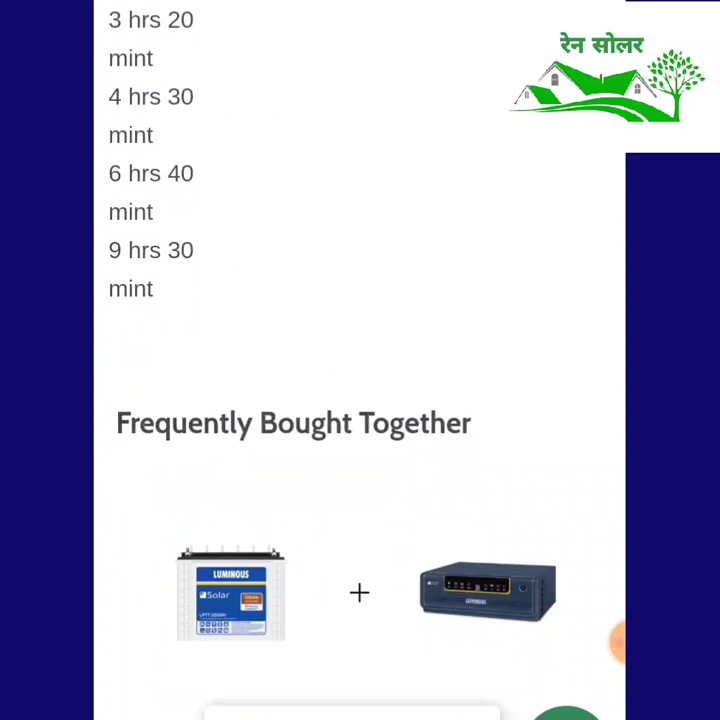 3 hrs 20
mint
4 hrs 30
mint
6 hrs 40
mint
9 hrs 30
mint
रेन सोलर
Frequently Bought Together
LUMINOUS
Solar
+
LUMINOUS